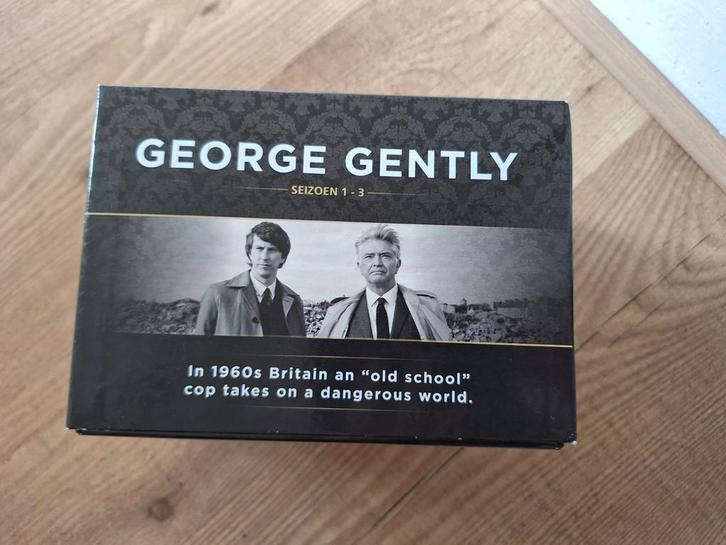 GEORGE GENTLY
SEIZOEN 1 - 3
In 1960s Britain an “old school”
cop takes on a dangerous world.